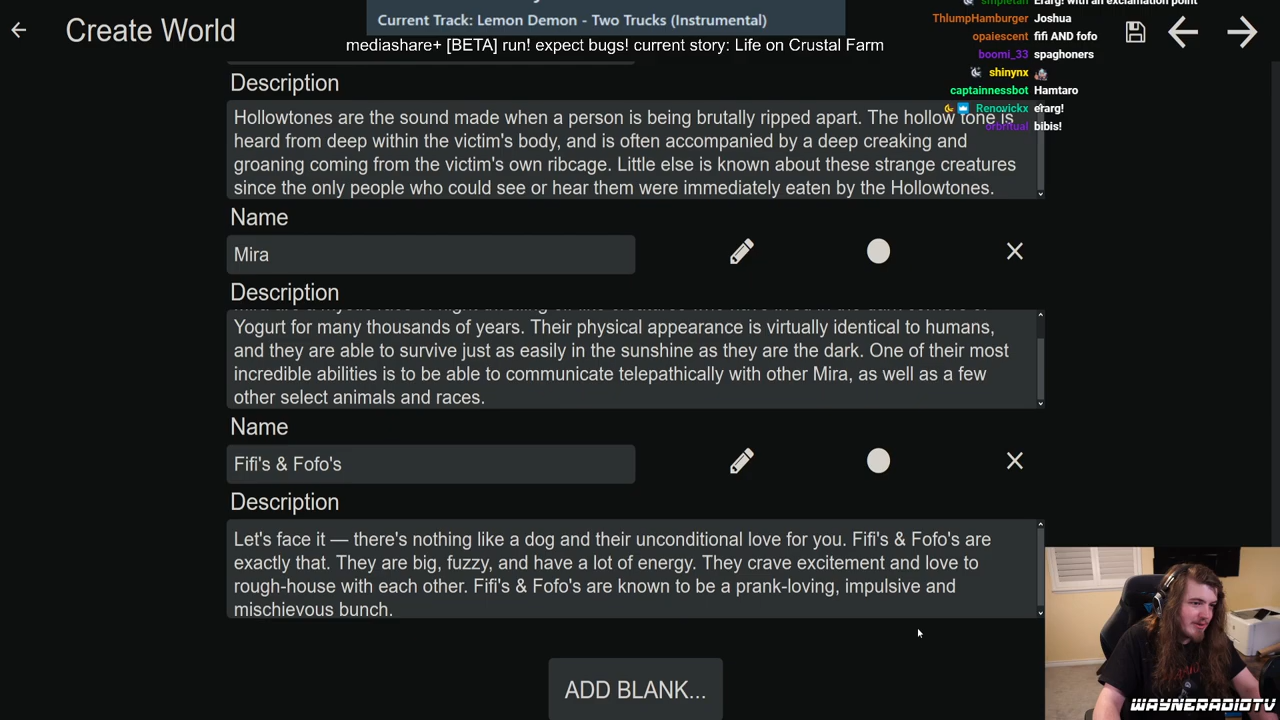 Create World
Current Track: Lemon Demon - Two Trucks (Instrumental)
mediashare+ [BETA] run! expect bugs! current story: Life on Crustal Farm
Erarg! with an exclamation point
ThlumpHamburger Joshua
opaiescent fifi AND fofo
boomi_33 spaghoners
shinynx
captainnessbot Hamtaro
Renowickx erarg!
bibis!
Description
Hollowtones are the sound made when a person is being brutally ripped apart. The hollow tone is
heard from deep within the victim's body, and is often accompanied by a deep creaking and
groaning coming from the victim's own ribcage. Little else is known about these strange creatures
since the only people who could see or hear them were immediately eaten by the Hollowtones.
Name
Mira
Description
Yogurt for many thousands of years. Their physical appearance is virtually identical to humans,
and they are able to survive just as easily in the sunshine as they are the dark. One of their most
incredible abilities is to be able to communicate telepathically with other Mira, as well as a few
other select animals and races.
Name
Fifi's & Fofo's
Description
Let's face it — there's nothing like a dog and their unconditional love for you. Fifi's & Fofo's are
exactly that. They are big, fuzzy, and have a lot of energy. They crave excitement and love to
rough-house with each other. Fifi's & Fofo's are known to be a prank-loving, impulsive and
mischievous bunch.
ADD BLANK...
WAYNERADIOTV